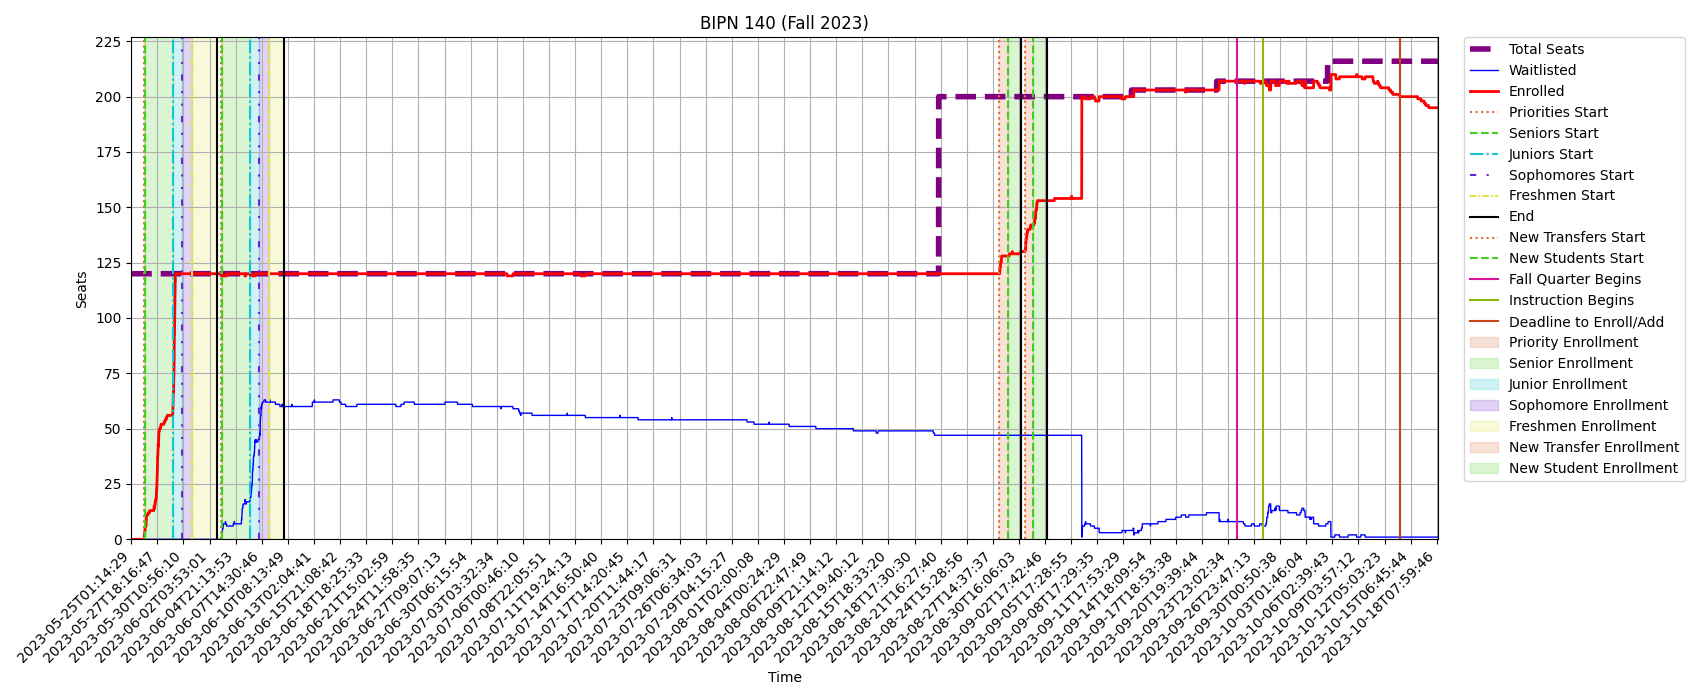 BIPN 140 (Fall 2023)
Seats
225
200
175
150
125
100
75
50
25
0
2023-05-25T01:14:29
2023-05-27T18:16:47
2023-05-30T10:56:10
2023-06-02T03:53:01
2023-06-04T21:13:53
2023-06-07T14:30:46
2023-06-10T08:13:49
2023-06-13T02:04:41
2023-06-15T21:08:42
2023-06-18T18:25:33
2023-06-21T15:02:59
2023-06-24T11:58:35
2023-06-27T09:07:13
2023-06-30T06:15:54
2023-07-03T03:32:34
2023-07-06T00:46:10
2023-07-08T22:05:51
2023-07-11T19:24:13
2023-07-14T16:50:40
2023-07-17T14:20:45
2023-07-20T11:44:17
2023-07-23T09:06:31
2023-07-26T06:34:03
2023-07-29T04:15:27
2023-08-01T02:00:08
2023-08-04T00:24:29
2023-08-06T22:47:49
2023-08-09T21:14:12
2023-08-12T19:40:12
2023-08-15T18:33:20
2023-08-18T17:30:30
2023-08-21T16:27:40
2023-08-24T15:28:56
2023-08-27T14:37:37
2023-08-30T16:06:03
2023-09-02T17:42:46
2023-09-05T17:28:55
2023-09-08T17:29:35
2023-09-11T17:53:29
2023-09-14T18:09:54
2023-09-17T18:53:38
2023-09-20T19:39:44
2023-09-23T23:02:34
2023-09-26T23:47:13
2023-09-30T00:50:38
2023-10-03T01:46:04
2023-10-06T02:39:43
2023-10-09T03:57:12
2023-10-12T05:03:23
2023-10-15T06:45:44
2023-10-18T07:59:46
Time
Total Seats
Waitlisted
Enrolled
Priorities Start
Seniors Start
Juniors Start
Sophomores Start
Freshmen Start
End
New Transfers Start
New Students Start
Fall Quarter Begins
Instruction Begins
Deadline to Enroll/Add
Priority Enrollment
Senior Enrollment
Junior Enrollment
Sophomore Enrollment
Freshmen Enrollment
New Transfer Enrollment
New Student Enrollment